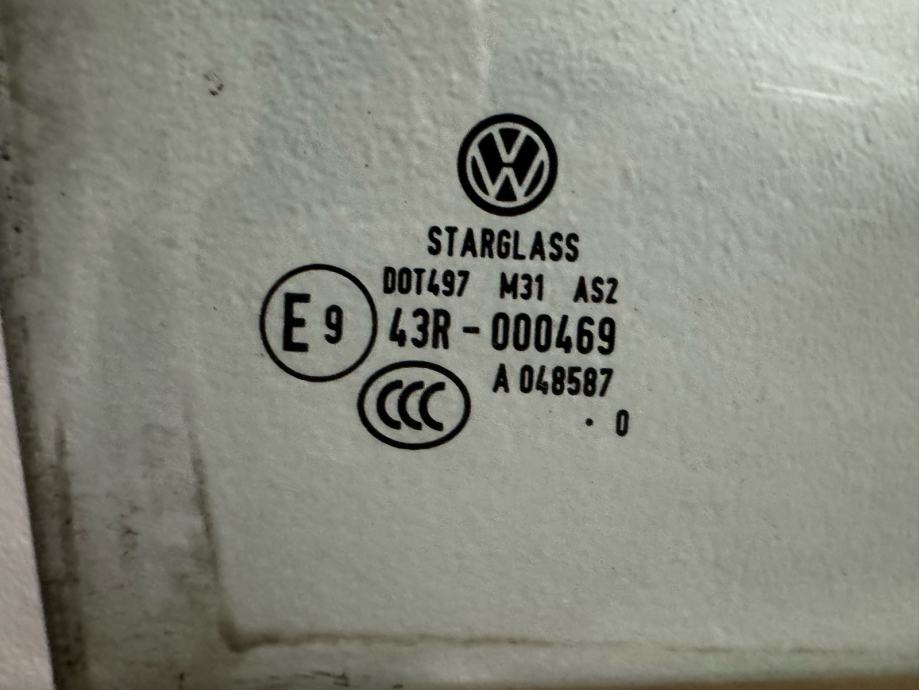 STARGLASS
DOT497 M31 AS2
E 9 43R - 000469
CCC A 048587
. 0